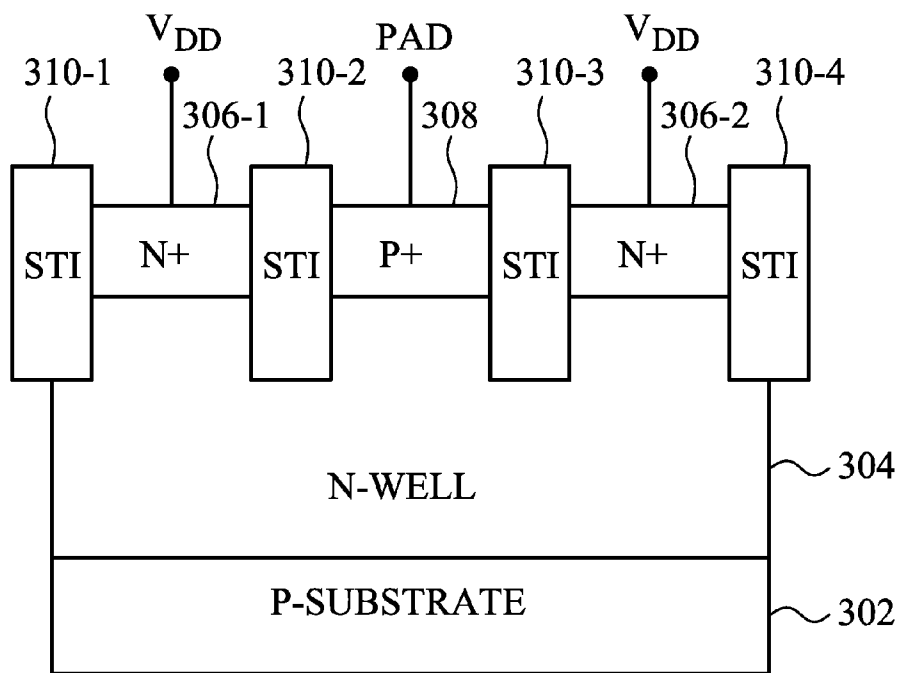 VDD PAD VDD
310-1 310-2 310-3 310-4
306-1 308 306-2
STI N+ STI P+ STI N+ STI
N-WELL 304
P-SUBSTRATE 302